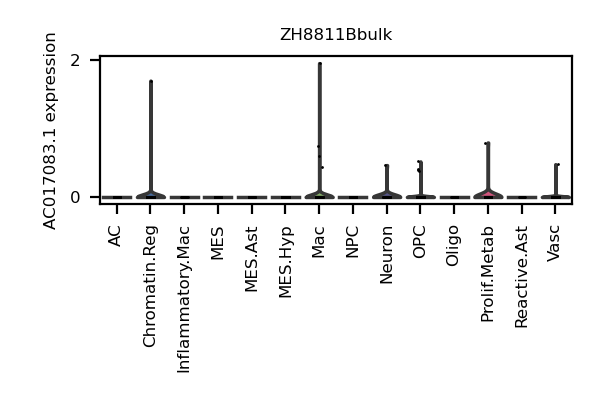 ZH8811Bbulk
AC017083.1 expression
2
0
AC
Chromatin.Reg
Inflammatory.Mac
MES
MES.Ast
MES.Hyp
Mac
NPC
Neuron
OPC
Oligo
Prolif.Metab
Reactive.Ast
Vasc